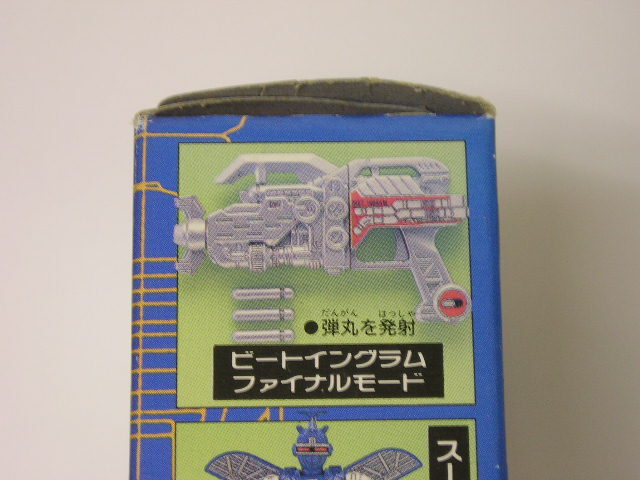 だんがん はっしゃ
●弾丸を発射
ビートイングラム
ファイナルモード
スー